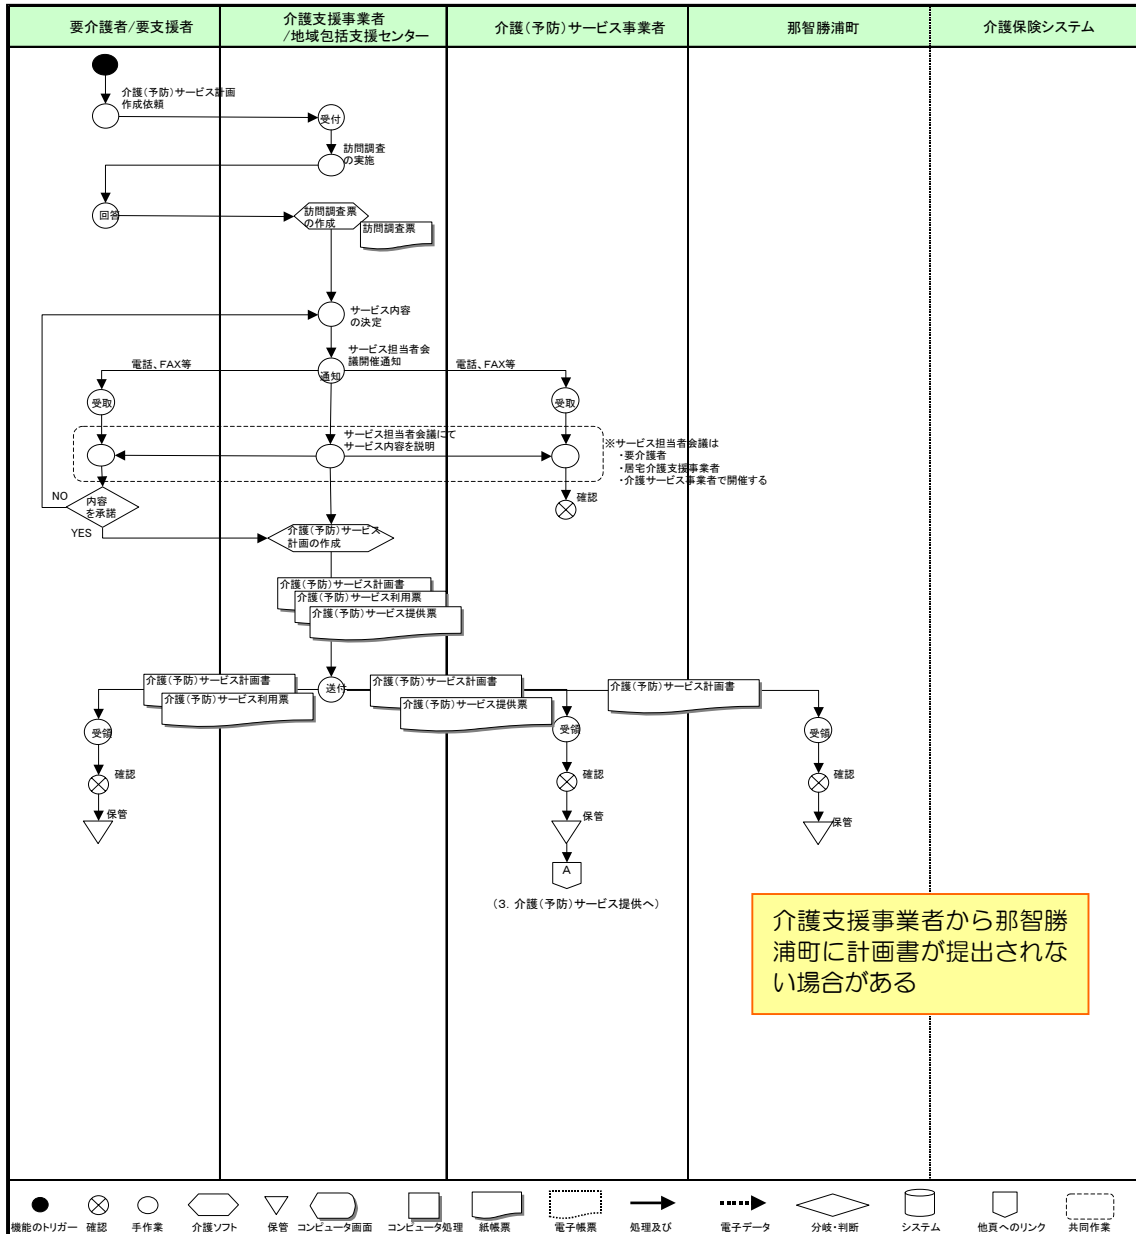 要介護者/要支援者
介護支援事業者
/地域包括支援センター
介護(予防)サービス事業者
那智勝浦町
介護保険システム
介護(予防)サービス計画
作成依頼
受付
訪問調査
の実施
回答
訪問調査票
の作成
訪問調査票
サービス内容
の決定
サービス担当者会
議開催通知
電話、FAX等
通知
電話、FAX等
受取
受取
サービス担当者会議にて
サービス内容を説明
※サービス担当者会議は
・要介護者
・居宅介護支援事業者
・介護サービス事業者で開催する
NO
内容
を承諾
YES
確認
介護(予防)サービス
計画の作成
介護(予防)サービス計画書
介護(予防)サービス利用票
介護(予防)サービス提供票
介護(予防)サービス計画書
介護(予防)サービス利用票
送付
介護(予防)サービス計画書
介護(予防)サービス提供票
介護(予防)サービス計画書
受領
受領
受領
確認
確認
確認
保管
保管
保管
A
(3. 介護(予防)サービス提供へ)
介護支援事業者から那智勝
浦町に計画書が提出されな
い場合がある
機能のトリガー
確認
手作業
介護ソフト
保管
コンピュータ画面
コンピュータ処理
紙帳票
電子帳票
処理及び
電子データ
分岐・判断
システム
他頁へのリンク
共同作業